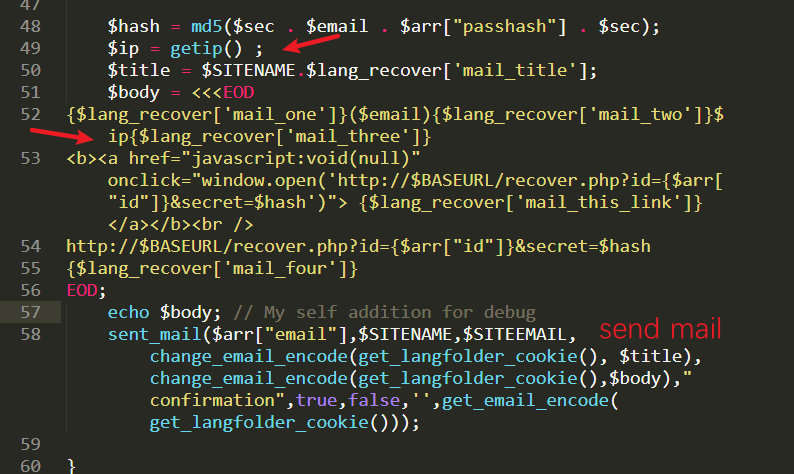 47
48 $hash = md5($sec . $email . $arr["passhash"] . $sec);
49 $ip = getip() ;
50 $title = $SITENAME.$lang_recover['mail_title'];
51 $body = <<<EOD
52 {$lang_recover['mail_one']}($email){$lang_recover['mail_two']}$
ip{$lang_recover['mail_three']}
53 <b><a href="javascript:void(null)"
onclick="window.open('http://$BASEURL/recover.php?id={$arr[
"id"]}&secret=$hash')"> {$lang_recover['mail_this_link']}
</a></b><br />
54 http://$BASEURL/recover.php?id={$arr["id"]}&secret=$hash
55 {$lang_recover['mail_four']}
56 EOD;
57 echo $body; // My self addition for debug
58 sent_mail($arr["email"],$SITENAME,$SITEEMAIL, send mail
change_email_encode(get_langfolder_cookie(), $title),
change_email_encode(get_langfolder_cookie(),$body),"
confirmation",true,false,'',get_email_encode(
get_langfolder_cookie()));
59
60 }